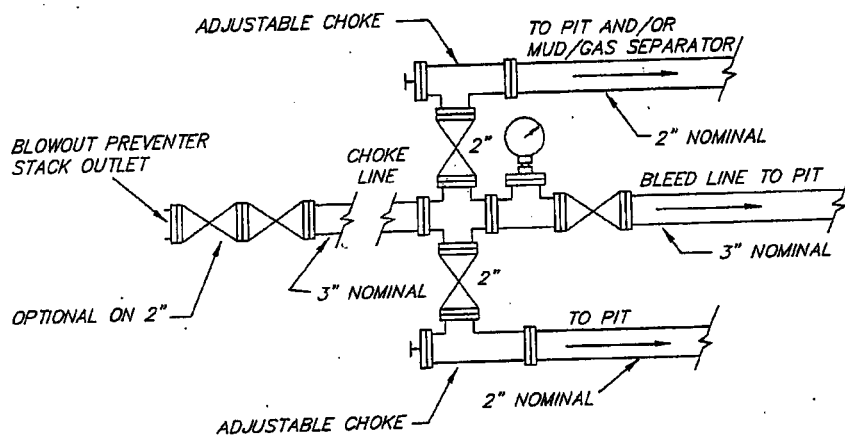 ADJUSTABLE CHOKE
TO PIT AND/OR
MUD/GAS SEPARATOR
2" NOMINAL
2"
BLOWOUT PREVENTER
STACK OUTLET
CHOKE
LINE
BLEED LINE TO PIT
3" NOMINAL
3" NOMINAL
OPTIONAL ON 2"
2"
TO PIT
2" NOMINAL
ADJUSTABLE CHOKE